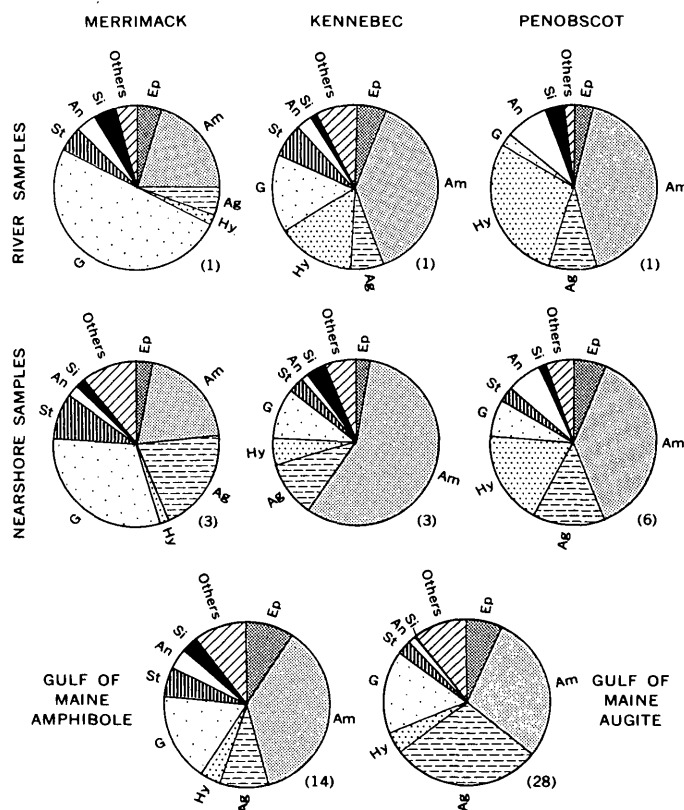 MERRIMACK
KENNEBEC
PENOBSCOT
RIVER SAMPLES
Ep
Am
Ag
Hy
G
St
An
Si
Others
(1)
Ep
Am
Ag
Hy
G
St
An
Si
Others
(1)
Ep
Am
Ag
Hy
G
An
Si
Others
(1)
NEARSHORE SAMPLES
Ep
Am
Ag
Hy
G
St
An
Si
Others
(3)
Ep
Am
Ag
Hy
G
St
An
Si
Others
(3)
Ep
Am
Ag
Hy
G
St
An
Si
Others
(6)
GULF OF
MAINE
AMPHIBOLE
Ep
Am
Ag
Hy
G
St
An
Si
Others
(14)
Ep
Am
Ag
Hy
G
St
An
Si
Others
(28)
GULF OF
MAINE
AUGITE